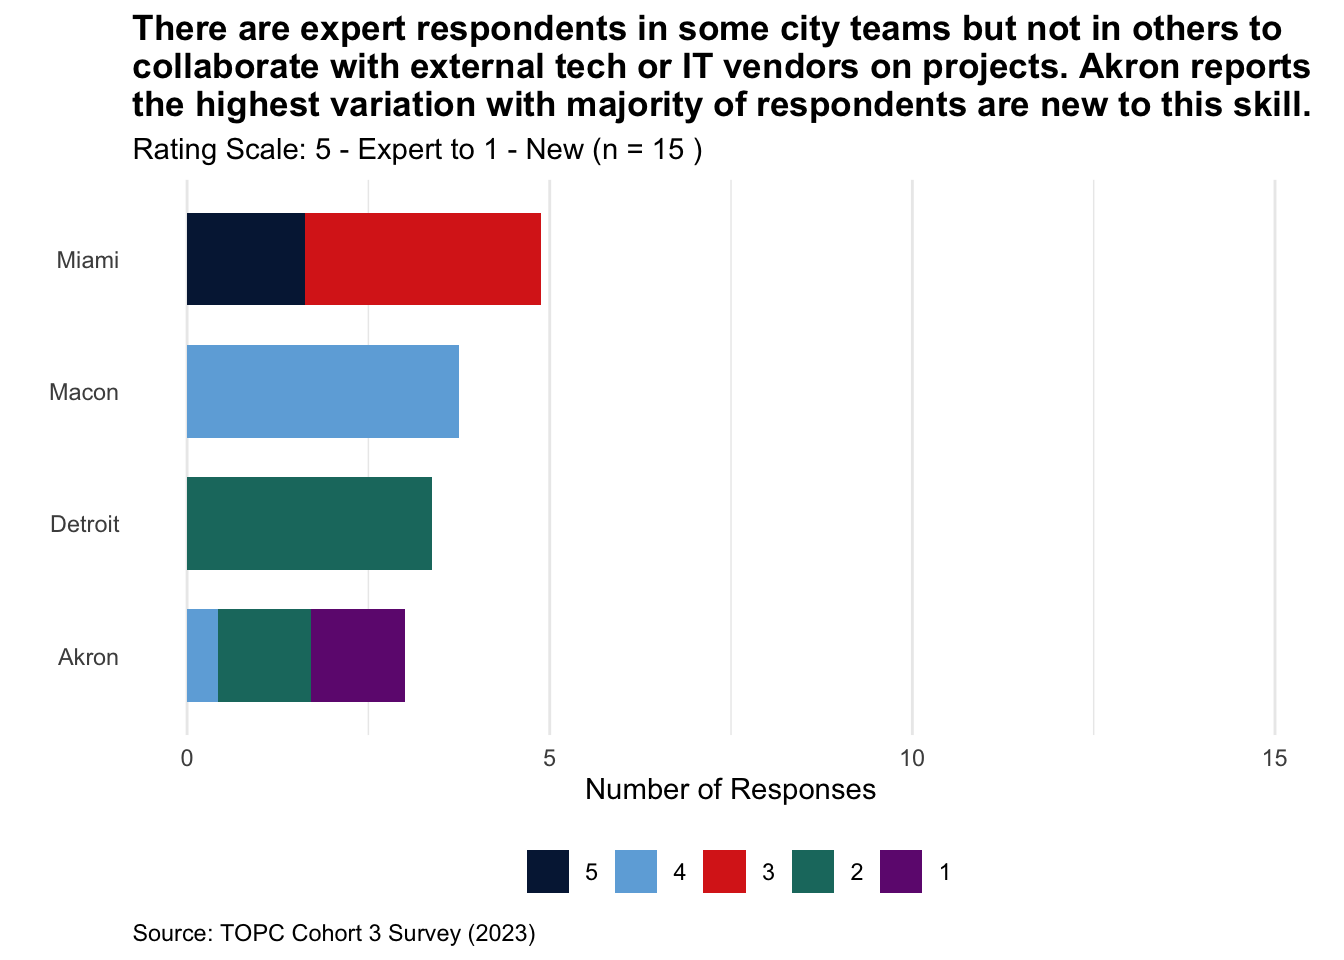 There are expert respondents in some city teams but not in others to
collaborate with external tech or IT vendors on projects. Akron reports
the highest variation with majority of respondents are new to this skill.
Rating Scale: 5 - Expert to 1 - New (n = 15 )
Miami
Macon
Detroit
Akron
0 5 10 15
Number of Responses
5 4 3 2 1
Source: TOPC Cohort 3 Survey (2023)